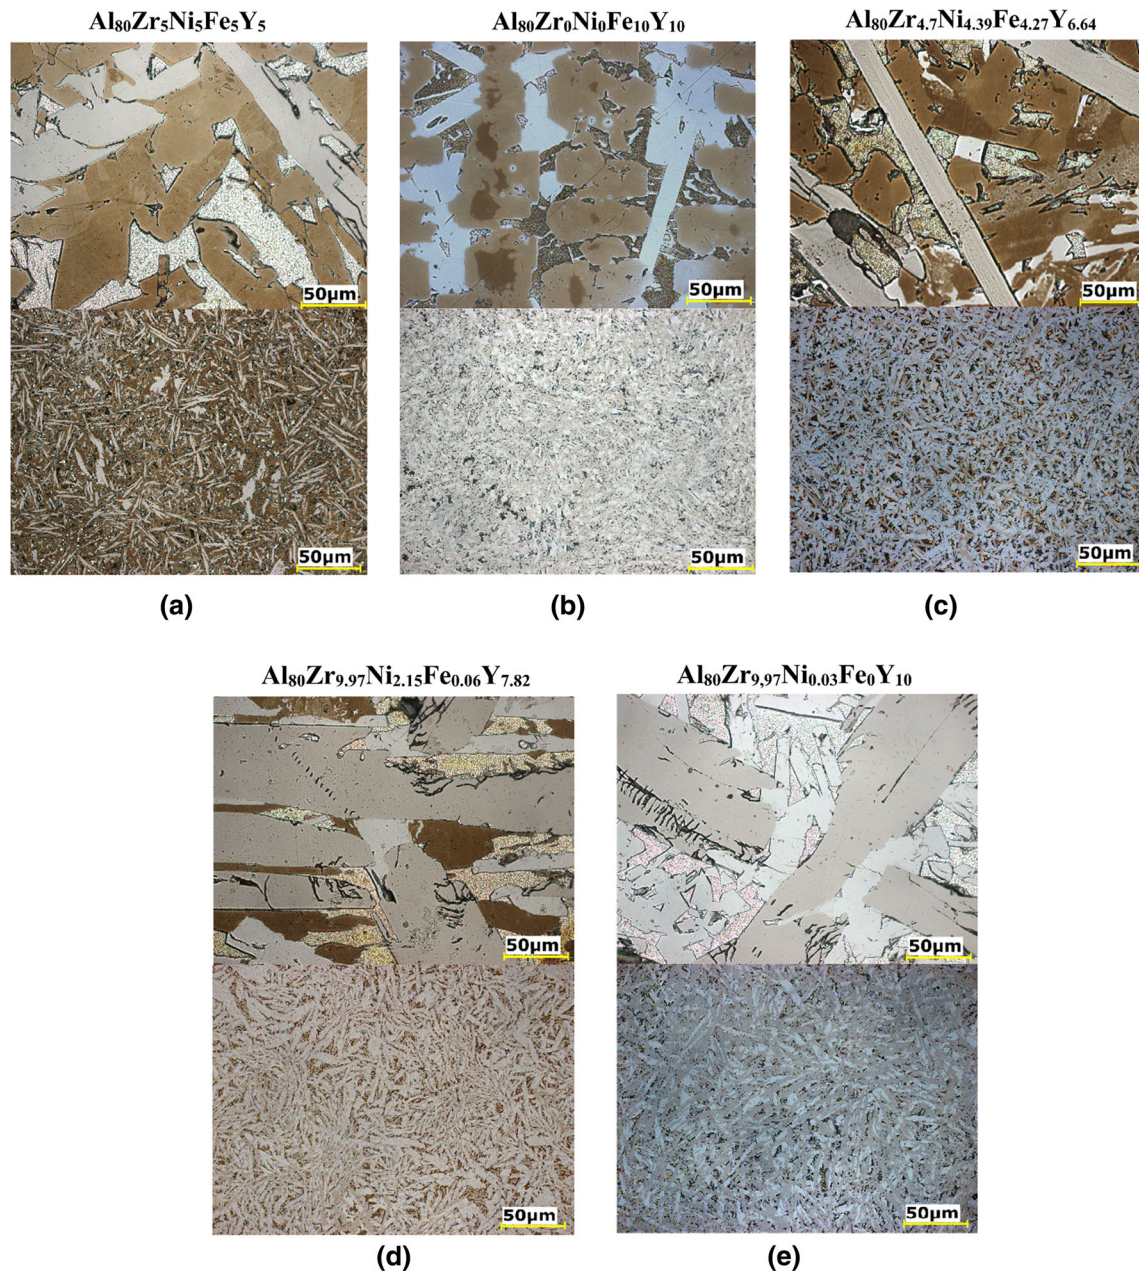 Al₈₀Zr₅Ni₅Fe₅Y₅
Al₈₀Zr₀Ni₀Fe₁₀Y₁₀
Al₈₀Zr₄.₇Ni₄.₃₉Fe₄.₂₇Y₆.₆₄
50µm
50µm
50µm
50µm
50µm
50µm
(a)
(b)
(c)
Al₈₀Zr₉.₉₇Ni₂.₁₅Fe₀.₀₆Y₇.₈₂
Al₈₀Zr₉,₉₇Ni₀.₀₃Fe₀Y₁₀
50µm
50µm
50µm
50µm
(d)
(e)